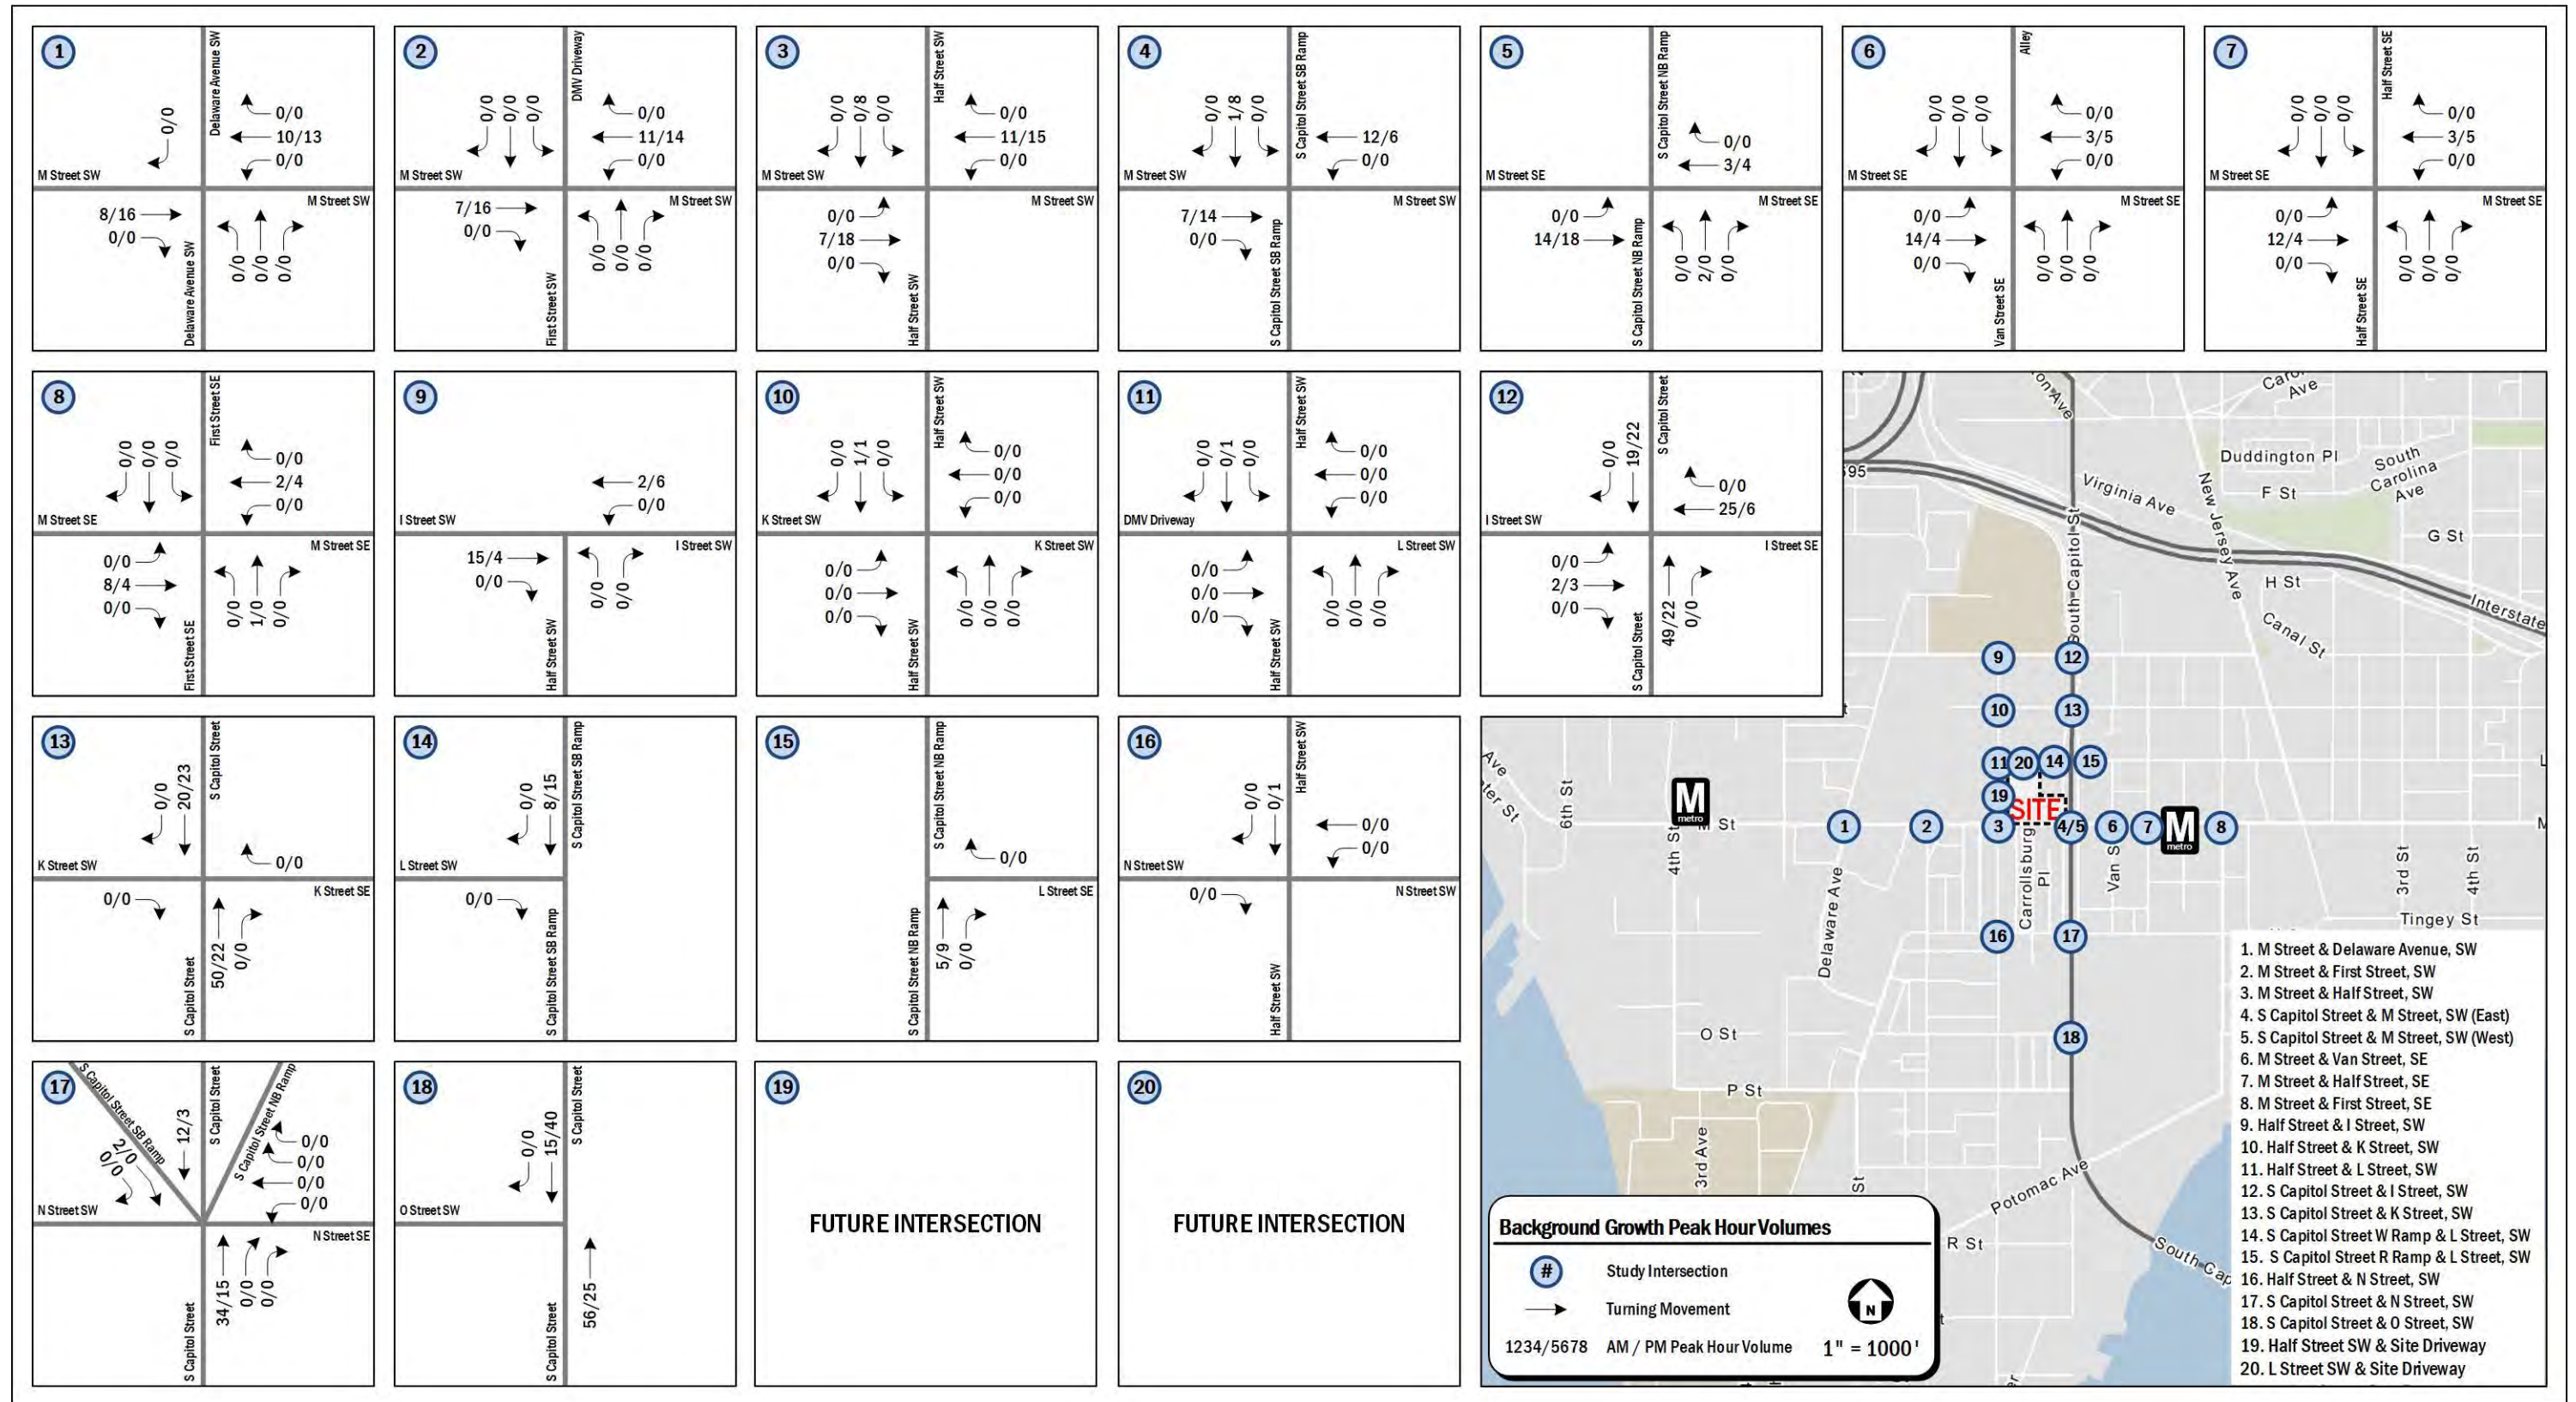 1
Delaware Avenue SW
0/0
0/0
10/13
0/0
M Street SW
M Street SW
8/16
0/0
Delaware Avenue SW
0/0
0/0
0/0
2
DMV Driveway
0/0
0/0
0/0
0/0
11/14
0/0
M Street SW
M Street SW
7/16
0/0
First Street SW
0/0
0/0
0/0
3
Half Street SW
0/0
0/8
0/0
0/0
11/15
0/0
M Street SW
M Street SW
0/0
7/18
0/0
Half Street SW
4
S Capitol Street SB Ramp
0/0
1/8
0/0
12/6
0/0
M Street SW
M Street SW
7/14
0/0
S Capitol Street SB Ramp
5
S Capitol Street NB Ramp
0/0
3/4
M Street SE
M Street SE
0/0
14/18
S Capitol Street NB Ramp
0/0
2/0
0/0
6
Alley
0/0
0/0
0/0
0/0
3/5
0/0
M Street SE
M Street SE
0/0
14/4
0/0
Van Street SE
0/0
0/0
0/0
7
Half Street SE
0/0
0/0
0/0
0/0
3/5
0/0
M Street SE
M Street SE
0/0
12/4
0/0
Half Street SE
0/0
0/0
0/0
8
First Street SE
0/0
0/0
0/0
0/0
2/4
0/0
M Street SE
M Street SE
0/0
8/4
0/0
First Street SE
0/0
1/0
0/0
9
2/6
0/0
I Street SW
I Street SW
15/4
0/0
Half Street SW
0/0
0/0
10
Half Street SW
0/0
1/1
0/0
0/0
0/0
0/0
K Street SW
K Street SW
0/0
0/0
0/0
Half Street SW
0/0
0/0
0/0
11
Half Street SW
0/0
0/1
0/0
0/0
0/0
0/0
DMV Driveway
L Street SW
0/0
0/0
0/0
Half Street SW
0/0
0/0
0/0
12
S Capitol Street
0/0
19/22
0/0
25/6
I Street SW
I Street SE
0/0
2/3
0/0
S Capitol Street
49/22
0/0
13
S Capitol Street
0/0
20/23
0/0
K Street SW
K Street SE
0/0
S Capitol Street
50/22
0/0
14
S Capitol Street SB Ramp
0/0
8/15
L Street SW
0/0
S Capitol Street SB Ramp
15
S Capitol Street NB Ramp
0/0
L Street SE
S Capitol Street NB Ramp
5/9
0/0
16
Half Street SW
0/0
0/1
0/0
0/0
N Street SW
N Street SW
0/0
Half Street SW
17
S Capitol Street SB Ramp
S Capitol Street
S Capitol Street NB Ramp
12/3
2/0
0/0
0/0
0/0
0/0
0/0
N Street SW
N Street SE
S Capitol Street
34/15
0/0
0/0
18
S Capitol Street
0/0
15/40
O Street SW
S Capitol Street
56/25
19
FUTURE INTERSECTION
20
FUTURE INTERSECTION
Ave
Duddington Pl
South
Carolina
Ave
F St
Virginia Ave
New Jersey Ave
G St
South Capitol St
H St
Interstate
Canal St
9
12
10
13
11
20
14
15
19
SITE
M
metro
6th St
4th St
1
2
3
4/5
6
7
M
metro
8
Carrollsburg
Pl
Delaware Ave
3rd St
4th St
Tingey St
16
17
O St
18
P St
3rd Ave
St
Potomac Ave
R St
South Cap
1. M Street & Delaware Avenue, SW
2. M Street & First Street, SW
3. M Street & Half Street, SW
4. S Capitol Street & M Street, SW (East)
5. S Capitol Street & M Street, SW (West)
6. M Street & Van Street, SE
7. M Street & Half Street, SE
8. M Street & First Street, SE
9. Half Street & I Street, SW
10. Half Street & K Street, SW
11. Half Street & L Street, SW
12. S Capitol Street & I Street, SW
13. S Capitol Street & K Street, SW
14. S Capitol Street W Ramp & L Street, SW
15. S Capitol Street R Ramp & L Street, SW
16. Half Street & N Street, SW
17. S Capitol Street & N Street, SW
18. S Capitol Street & O Street, SW
19. Half Street SW & Site Driveway
20. L Street SW & Site Driveway
Background Growth Peak Hour Volumes
# Study Intersection
Turning Movement
N
1234/5678 AM / PM Peak Hour Volume 1" = 1000'